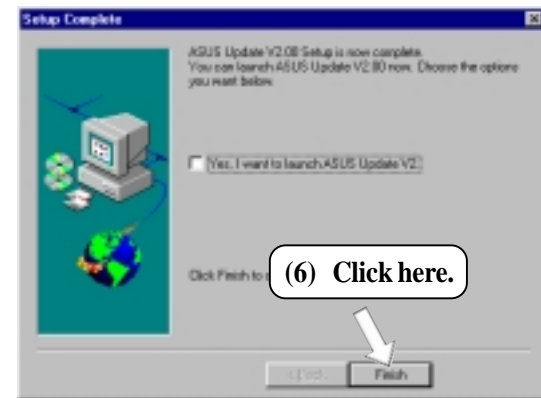 Setup Complete
ASUS Update V2.00 Setup is now complete.
You can launch ASUS Update V2.00 now. Choose the options
you want below.
Yes, I want to launch ASUS Update V2.
Click Finish to
(6) Click here.
< Back
Finish